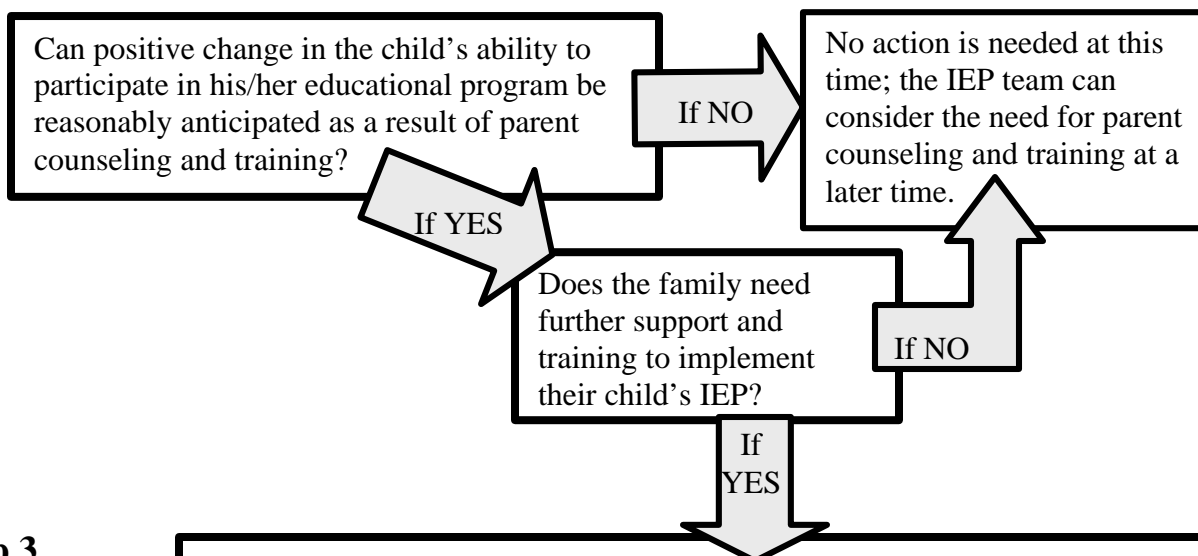 Can positive change in the child’s ability to
participate in his/her educational program be
reasonably anticipated as a result of parent
counseling and training?
If NO
No action is needed at this
time; the IEP team can
consider the need for parent
counseling and training at a
later time.
If YES
Does the family need
further support and
training to implement
their child’s IEP?
If NO
If
YES
3